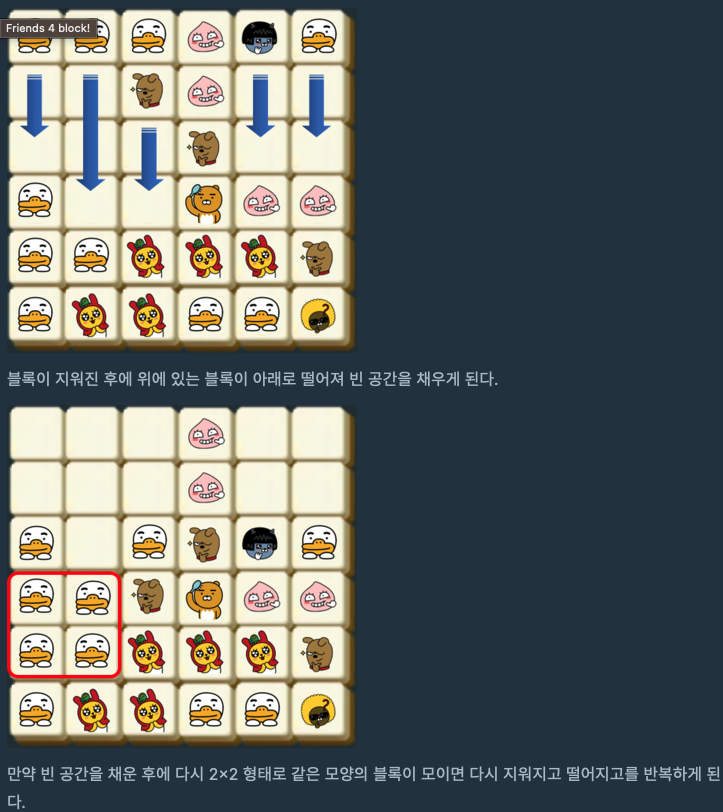 Friends 4 block!
블록이 지워진 후에 위에 있는 블록이 아래로 떨어져 빈 공간을 채우게 된다.
만약 빈 공간을 채운 후에 다시 2×2 형태로 같은 모양의 블록이 모이면 다시 지워지고 떨어지고를 반복하게 된
다.